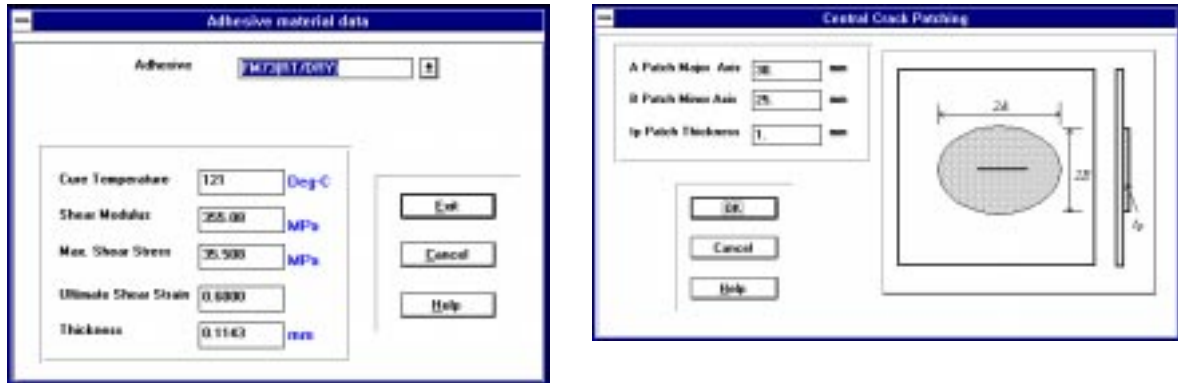 Adhesive material data
Adhesive FM73(RT/DRY)
Cure Temperature 121 Deg-C
Shear Modulus 355.00 MPa
Max. Shear Stress 35.500 MPa
Ultimate Shear Strain
Thickness 0.1143 mm
Exit
Cancel
Help
Central Crack Patching
A Patch Major Axis 30. mm
B Patch Minor Axis 25. mm
tp Patch Thickness 1. mm
OK
Cancel
Help
2A
2B
tp